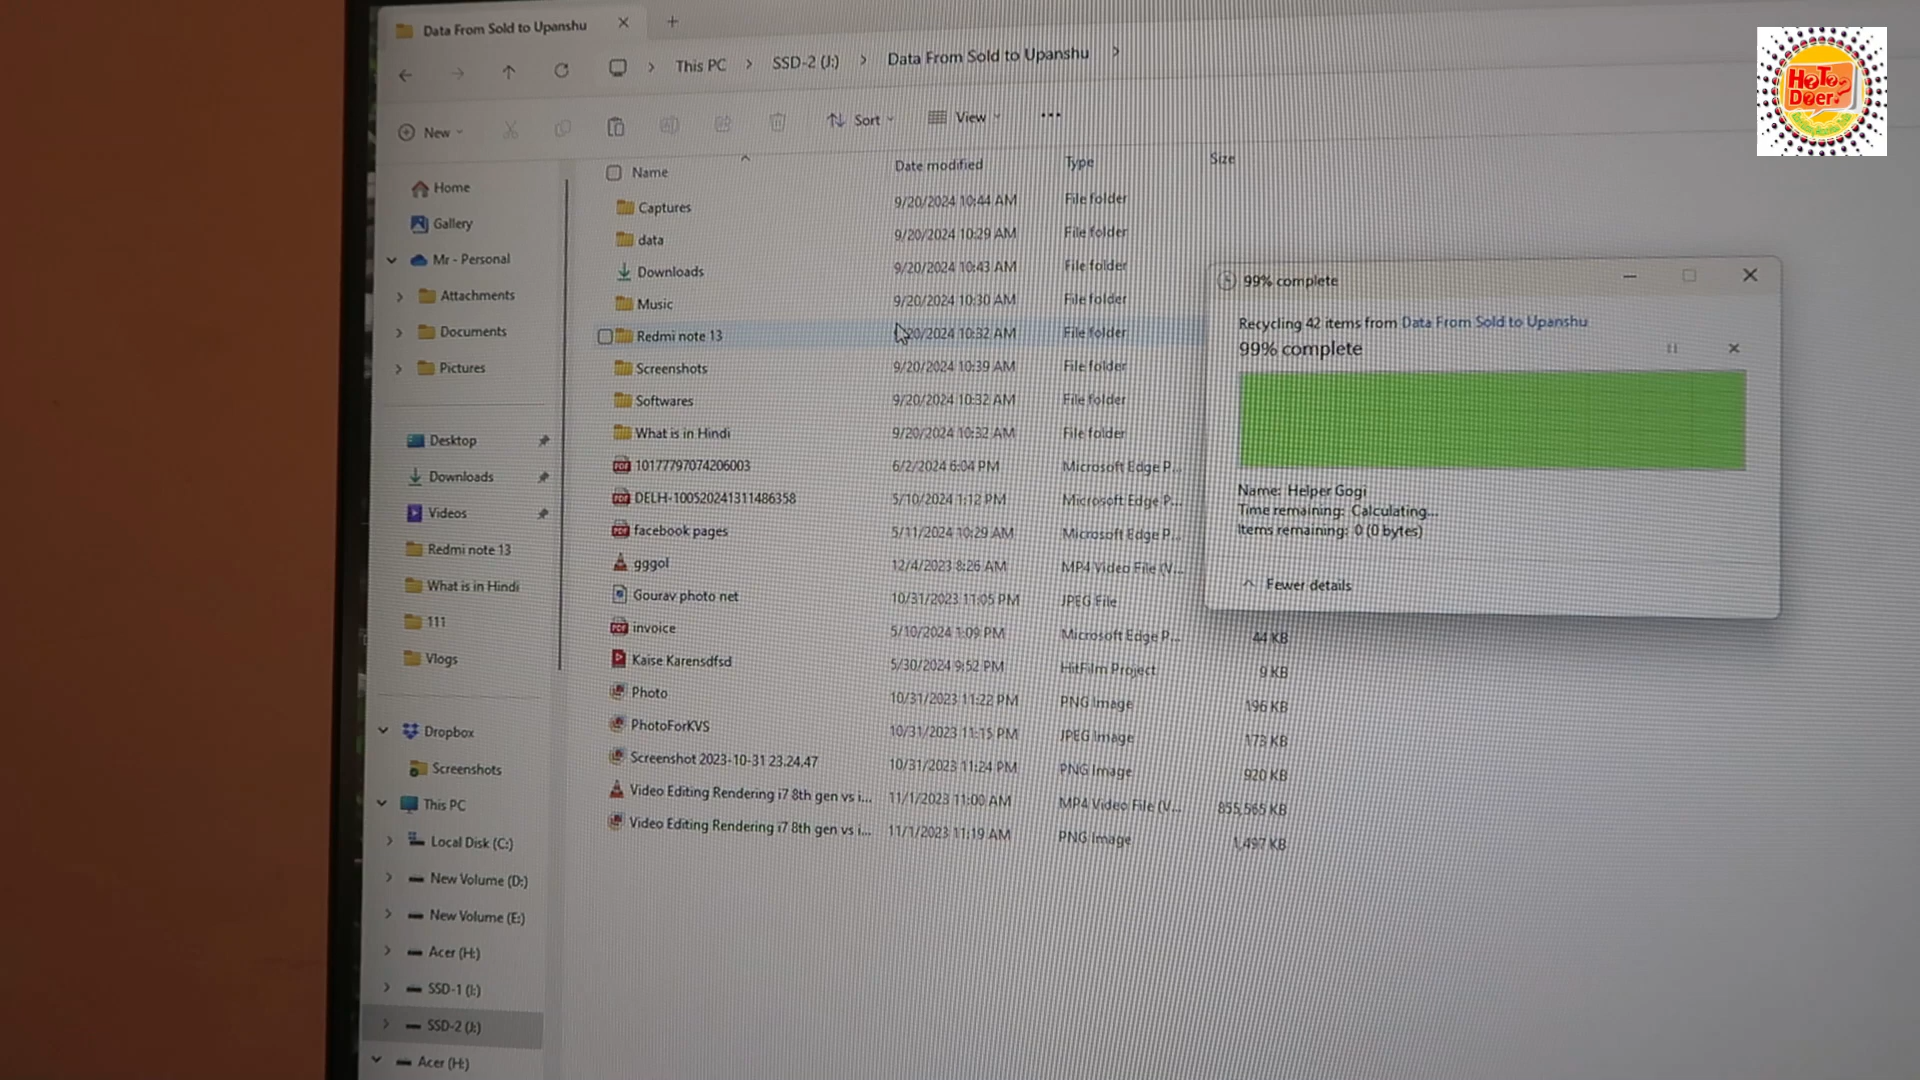 Data From Sold to Upanshu
This PC
SSD-2 (J:)
Data From Sold to Upanshu
New
Sort
View
Name
Date modified
Type
Size
Home
Gallery
Mr - Personal
Attachments
Documents
Pictures
Desktop
Downloads
Videos
Redmi note 13
What is in Hindi
111
Vlogs
Dropbox
Screenshots
This PC
Local Disk (C:)
New Volume (D:)
New Volume (E:)
Acer (H:)
SSD-1 (I:)
SSD-2 (J:)
Acer (H:)
Captures 9/20/2024 10:44 AM File folder
data 9/20/2024 10:29 AM File folder
Downloads 9/20/2024 10:43 AM File folder
Music 9/20/2024 10:30 AM File folder
Redmi note 13 /20/2024 10:32 AM File folder
Screenshots 9/20/2024 10:39 AM File folder
Softwares 9/20/2024 10:32 AM File folder
What is in Hindi 9/20/2024 10:32 AM File folder
10177797074206003 6/2/2024 6:04 PM Microsoft Edge P...
DELH-100520241311486358 5/10/2024 1:12 PM Microsoft Edge P...
facebook pages 5/11/2024 10:29 AM Microsoft Edge P...
gggol 12/4/2023 8:26 AM MP4 Video File (V...
Gourav photo net 10/31/2023 11:05 PM JPEG File
invoice 5/10/2024 1:09 PM Microsoft Edge P... 44 KB
Kaise Karensdfsd 5/30/2024 9:52 PM HitFilm Project 9 KB
Photo 10/31/2023 11:22 PM PNG Image 196 KB
PhotoForKVS 10/31/2023 11:15 PM JPEG Image 173 KB
Screenshot 2023-10-31 23.24.47 10/31/2023 11:24 PM PNG Image 920 KB
Video Editing Rendering i7 8th gen vs i... 11/1/2023 11:00 AM MP4 Video File (V... 855,565 KB
Video Editing Rendering i7 8th gen vs i... 11/1/2023 11:19 AM PNG Image 1,497 KB
99% complete
Recycling 42 items from Data From Sold to Upanshu
99% complete
Name: Helper Gogi
Time remaining: Calculating...
Items remaining: 0 (0 bytes)
Fewer details
HoTo
Doer